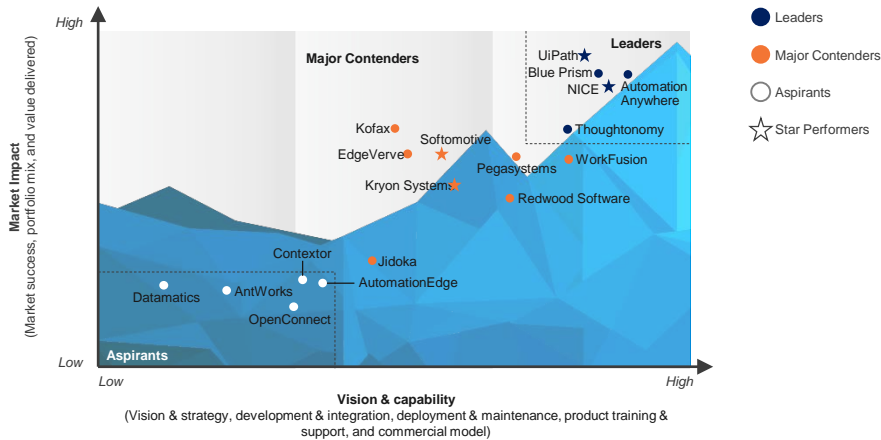 High
Market Impact
(Market success, portfolio mix, and value delivered)
Low
Major Contenders
Leaders
UiPath
Blue Prism
NICE
Automation
Anywhere
Thoughtonomy
Kofax
Softomotive
EdgeVerve
Pegasystems
WorkFusion
Kryon Systems
Redwood Software
Contextor
Jidoka
AutomationEdge
Datamatics
AntWorks
OpenConnect
Aspirants
Low
High
Vision & capability
(Vision & strategy, development & integration, deployment & maintenance, product training &
support, and commercial model)
Leaders
Major Contenders
Aspirants
Star Performers